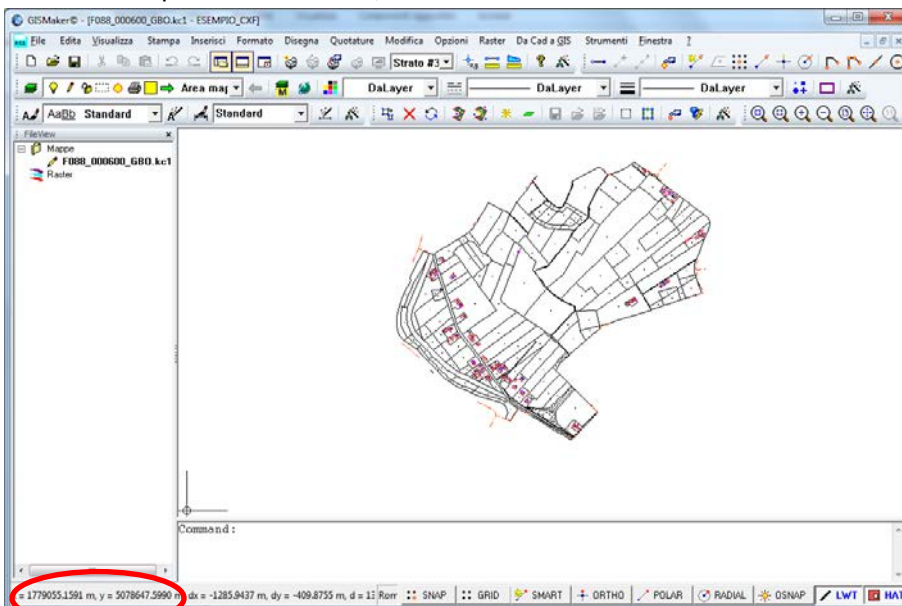 GISMaker© - [F088_000600_GBO.kc1 - ESEMPIO_CXF]
File Edita Visualizza Stampa Inserisci Formato Disegna Quotature Modifica Opzioni Raster Da Cad a GIS Strumenti Finestra ?
Strato #3
Area map DaLayer DaLayer DaLayer
AaBb Standard Standard
FileView
Mappe
F088_000600_GBO.kc1
Raster
Command:
= 1779055.1591 m, y = 5078647.5990 m, dx = -1285.9437 m, dy = -409.8755 m, d = 13 Rom SNAP GRID SMART ORTHO POLAR RADIAL OSNAP LWT HAT